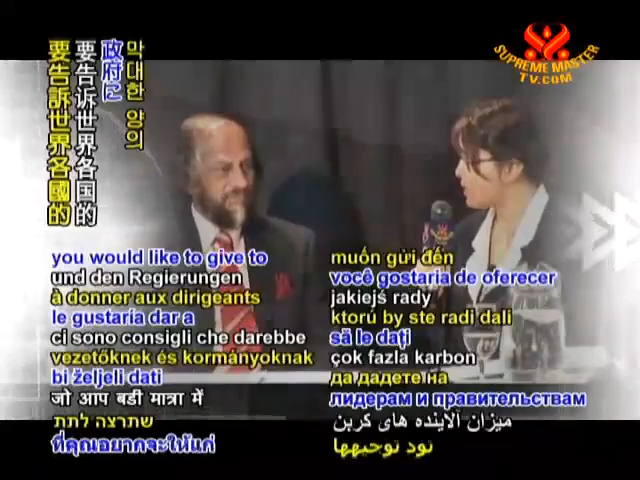 要告訴世界各國的
要告诉世界各国的
政府に
막대한 양의
SUPREME MASTER
TV.COM
you would like to give to
und den Regierungen
à donner aux dirigeants
le gustaria dar a
ci sono consigli che darebbe
vezetőknek és kormányoknak
bi željeli dati
जो आप बडी मात्रा में
שתרצה לתת
ที่คุณอยากจะให้แก่
muốn gửi đến
você gostaria de oferecer
jakiejś rady
ktorú by ste radi dali
să le dați
çok fazla karbon
да дадете на
лидерам и правительствам
میزان آلاینده های کربن
تود توجيهها